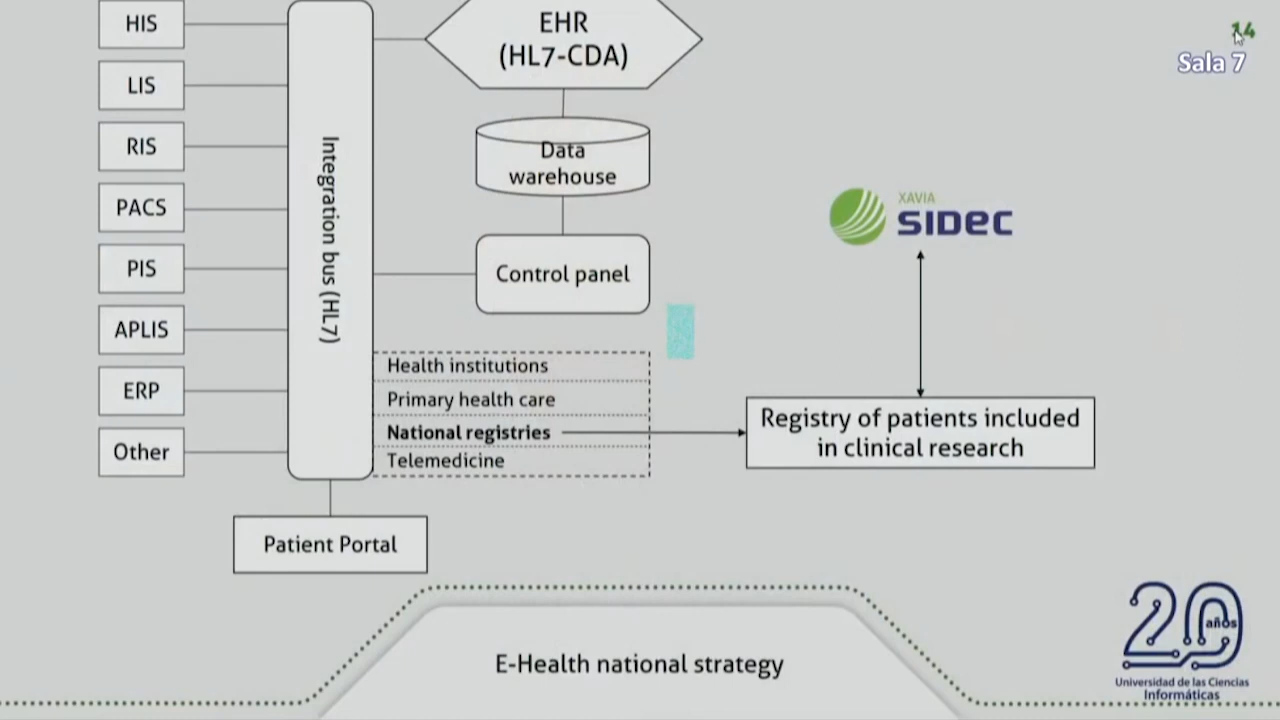 HIS
LIS
RIS
PACS
PIS
APLIS
ERP
Other
Integration bus (HL7)
Patient Portal
EHR
(HL7-CDA)
Data
warehouse
Control panel
Health institutions
Primary health care
National registries
Telemedicine
14
Sala 7
XAVIA
SIDEC
Registry of patients included
in clinical research
E-Health national strategy
20
años
Universidad de las Ciencias
Informáticas